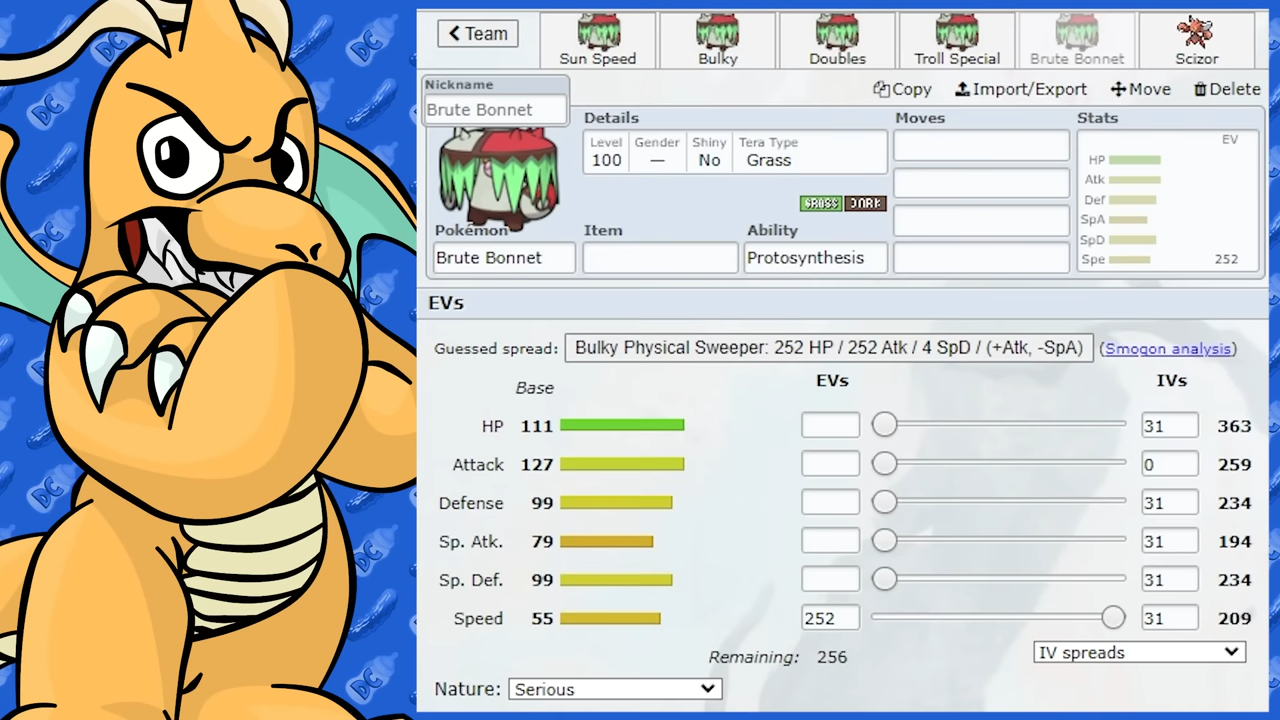 DC
Team
Sun Speed
Bulky
Doubles
Troll Special
Brute Bonnet
Scizor
Copy
Import/Export
Move
Delete
Nickname
Brute Bonnet
Details
Moves
Stats
Level
Gender
Shiny
Tera Type
100
—
No
Grass
EV
HP
Atk
Def
SpA
SpD
Spe
252
GRASS
DARK
Pokémon
Item
Ability
Brute Bonnet
Protosynthesis
EVs
Guessed spread:
Bulky Physical Sweeper: 252 HP / 252 Atk / 4 SpD / (+Atk, -SpA)
(Smogon analysis)
Base
EVs
IVs
HP 111 31 363
Attack 127 0 259
Defense 99 31 234
Sp. Atk. 79 31 194
Sp. Def. 99 31 234
Speed 55 252 31 209
Remaining: 256
IV spreads
Nature: Serious
DC
DC
DC
DC